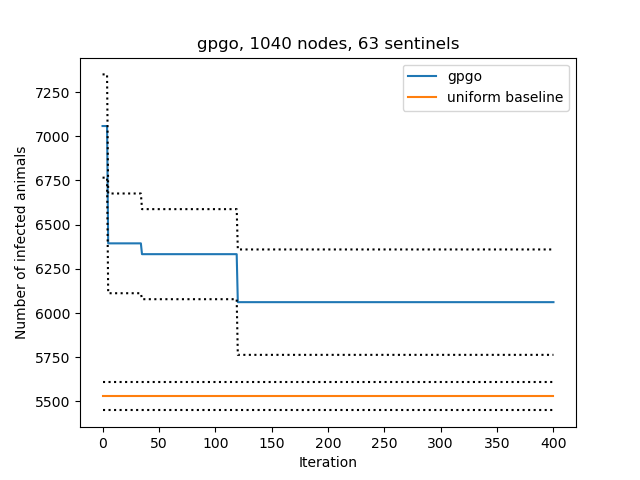 gpgo, 1040 nodes, 63 sentinels
gpgo
uniform baseline
Number of infected animals
7250
7000
6750
6500
6250
6000
5750
5500
0 50 100 150 200 250 300 350 400
Iteration